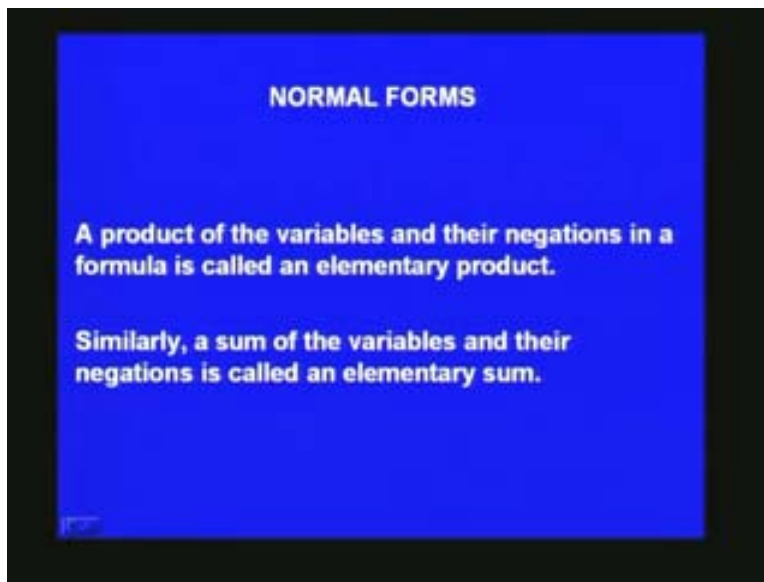 NORMAL FORMS
A product of the variables and their negations in a
formula is called an elementary product.
Similarly, a sum of the variables and their
negations is called an elementary sum.